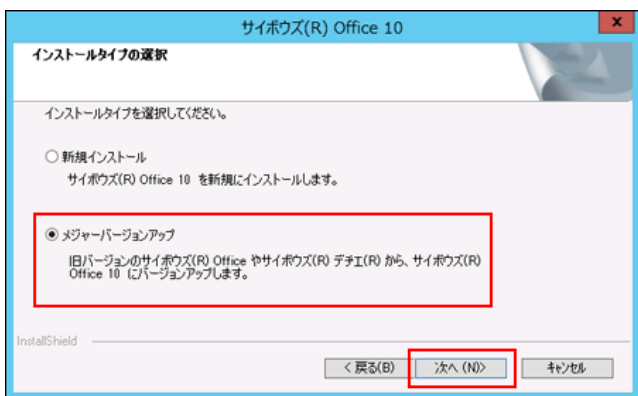 サイボウズ(R) Office 10
x
インストールタイプの選択
インストールタイプを選択してください。
新規インストール
サイボウズ(R) Office 10 を新規にインストールします。
メジャーバージョンアップ
旧バージョンのサイボウズ(R) Office やサイボウズ(R) デヂエ(R) から、サイボウズ(R)
Office 10 にバージョンアップします。
InstallShield
< 戻る(B)
次へ (N)>
キャンセル